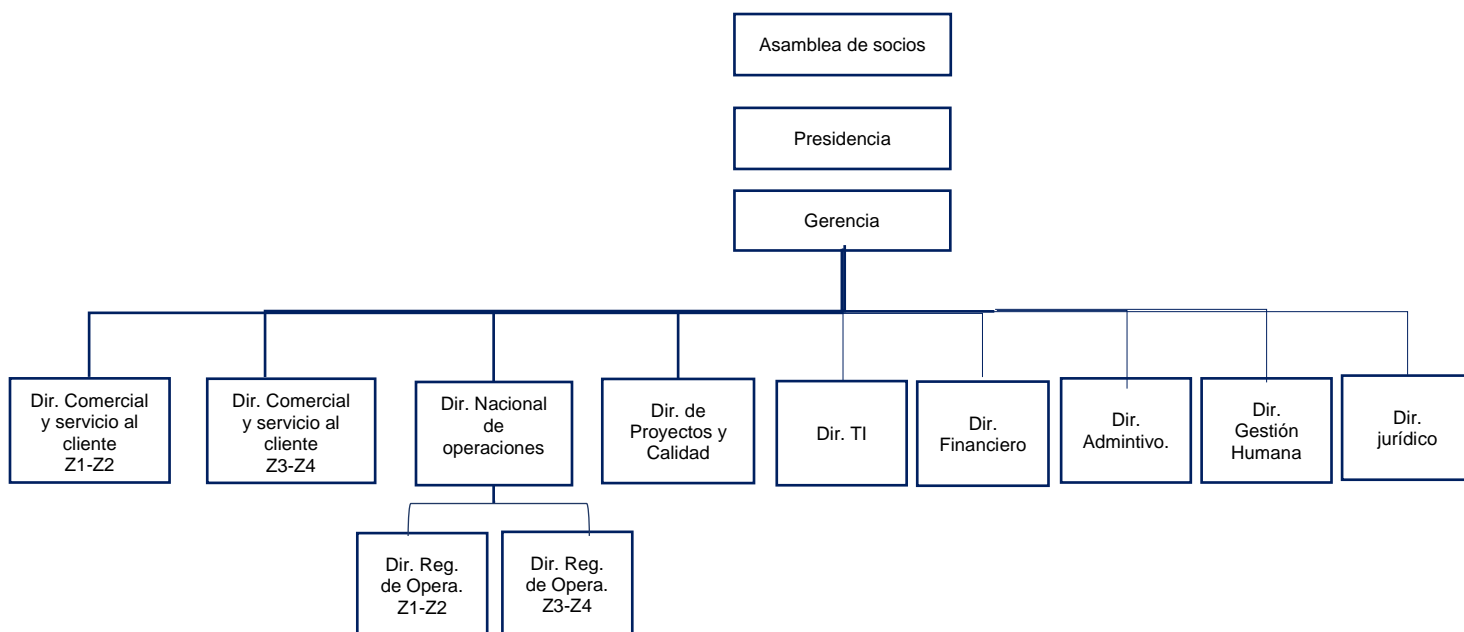 Asamblea de socios
Presidencia
Gerencia
Dir. Comercial
y servicio al
cliente
Z1-Z2
Dir. Comercial
y servicio al
cliente
Z3-Z4
Dir. Nacional
de
operaciones
Dir. de
Proyectos y
Calidad
Dir. TI
Dir.
Financiero
Dir.
Admintivo.
Dir.
Gestión
Humana
Dir.
jurídico
Dir. Reg.
de Opera.
Z1-Z2
Dir. Reg.
de Opera.
Z3-Z4